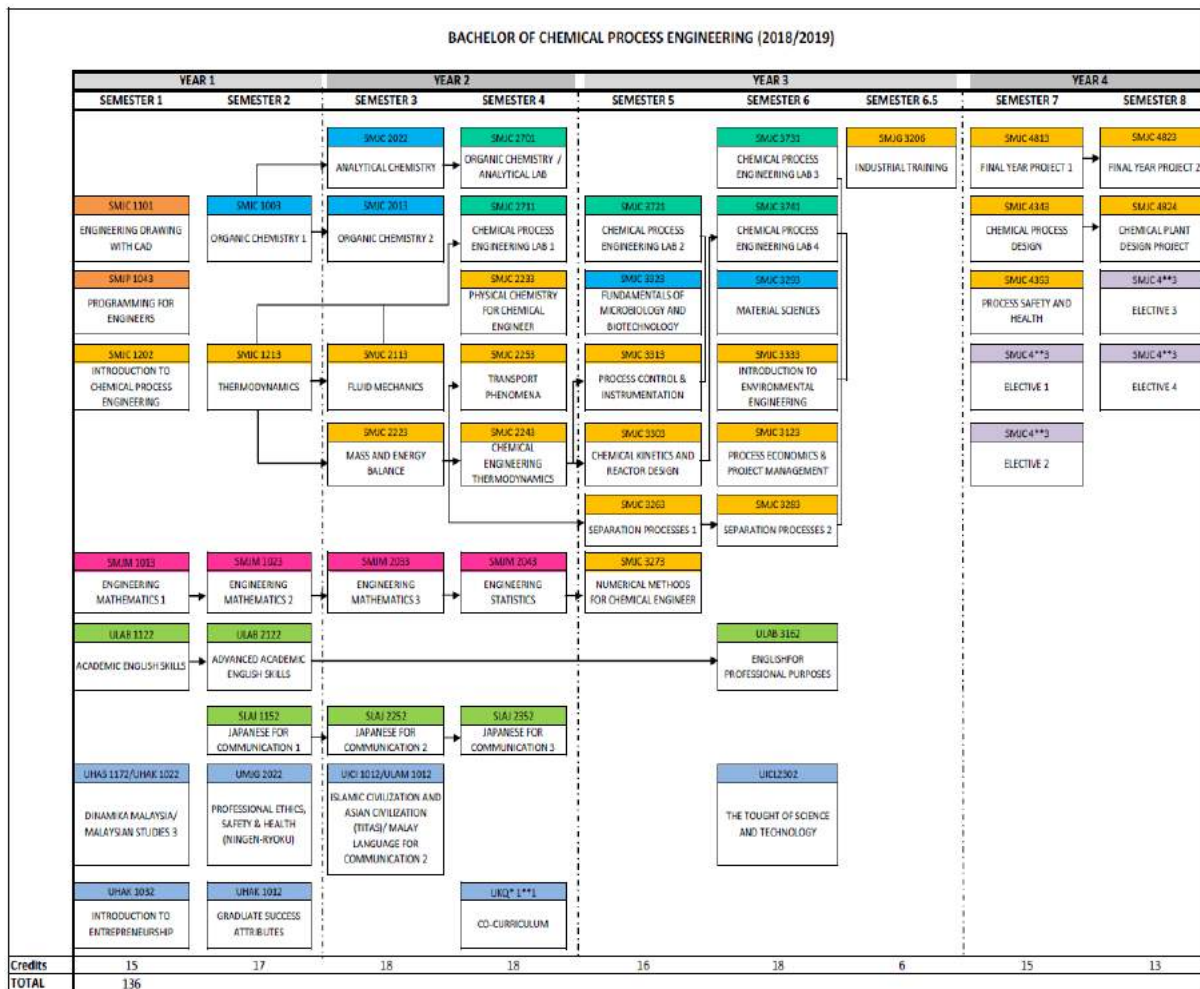 BACHELOR OF CHEMICAL PROCESS ENGINEERING (2018/2019)
YEAR 1
YEAR 2
YEAR 3
YEAR 4
SEMESTER 1
SEMESTER 2
SEMESTER 3
SEMESTER 4
SEMESTER 5
SEMESTER 6
SEMESTER 6.5
SEMESTER 7
SEMESTER 8
SMJC 2022
ANALYTICAL CHEMISTRY
SMJC 2701
ORGANIC CHEMISTRY /
ANALYTICAL LAB
SMJC 3731
CHEMICAL PROCESS
ENGINEERING LAB 3
SMJG 3206
INDUSTRIAL TRAINING
SMJC 4813
FINAL YEAR PROJECT 1
SMJC 4823
FINAL YEAR PROJECT 2
SMJC 1101
ENGINEERING DRAWING
WITH CAD
SMJC 1003
ORGANIC CHEMISTRY 1
SMJC 2013
ORGANIC CHEMISTRY 2
SMJC 2711
CHEMICAL PROCESS
ENGINEERING LAB 1
SMJC 3721
CHEMICAL PROCESS
ENGINEERING LAB 2
SMJC 3741
CHEMICAL PROCESS
ENGINEERING LAB 4
SMJC 4343
CHEMICAL PROCESS
DESIGN
SMJC 4924
CHEMICAL PLANT
DESIGN PROJECT
SMJP 1043
PROGRAMMING FOR
ENGINEERS
SMJC 2233
PHYSICAL CHEMISTRY
FOR CHEMICAL
ENGINEER
SMJC 3323
FUNDAMENTALS OF
MICROBIOLOGY AND
BIOTECHNOLOGY
SMJC 3293
MATERIAL SCIENCES
SMJC 4353
PROCESS SAFETY AND
HEALTH
SMJC 4**3
ELECTIVE 3
SMJC 1202
INTRODUCTION TO
CHEMICAL PROCESS
ENGINEERING
SMJC 1213
THERMODYNAMICS
SMJC 2113
FLUID MECHANICS
SMJC 2253
TRANSPORT
PHENOMENA
SMJC 3313
PROCESS CONTROL &
INSTRUMENTATION
SMJC 3333
INTRODUCTION TO
ENVIRONMENTAL
ENGINEERING
SMJC 4**3
ELECTIVE 1
SMJC 4**3
ELECTIVE 4
SMJC 2223
MASS AND ENERGY
BALANCE
SMJC 2243
CHEMICAL
ENGINEERING
THERMODYNAMICS
SMJC 3303
CHEMICAL KINETICS AND
REACTOR DESIGN
SMJC 3123
PROCESS ECONOMICS &
PROJECT MANAGEMENT
SMJC 4**3
ELECTIVE 2
SMJC 3263
SEPARATION PROCESSES 1
SMJC 3283
SEPARATION PROCESSES 2
SMJM 1013
ENGINEERING
MATHEMATICS 1
SMJM 1023
ENGINEERING
MATHEMATICS 2
SMJM 2033
ENGINEERING
MATHEMATICS 3
SMJM 2043
ENGINEERING
STATISTICS
SMJC 3273
NUMERICAL METHODS
FOR CHEMICAL ENGINEER
ULAB 1122
ACADEMIC ENGLISH SKILLS
ULAB 2122
ADVANCED ACADEMIC
ENGLISH SKILLS
ULAB 3162
ENGLISHFOR
PROFESSIONAL PURPOSES
SLAJ 1152
JAPANESE FOR
COMMUNICATION 1
SLAJ 2252
JAPANESE FOR
COMMUNICATION 2
SLAJ 2352
JAPANESE FOR
COMMUNICATION 3
UHAS 1172/UHAK 1022
DINAMIKA MALAYSIA/
MALAYSIAN STUDIES 3
UMJG 2022
PROFESSIONAL ETHICS,
SAFETY & HEALTH
(NINGEN-RYOKU)
UICI 1012/ULAM 1012
ISLAMIC CIVILIZATION AND
ASIAN CIVILIZATION
(TITAS)/ MALAY
LANGUAGE FOR
COMMUNICATION 2
UICL2302
THE TOUGHT OF SCIENCE
AND TECHNOLOGY
UHAK 1032
INTRODUCTION TO
ENTREPRENEURSHIP
UHAK 1012
GRADUATE SUCCESS
ATTRIBUTES
UKQ* 1**1
CO-CURRICULUM
Credits 15 17 18 18 16 18 6 15 13
TOTAL 136